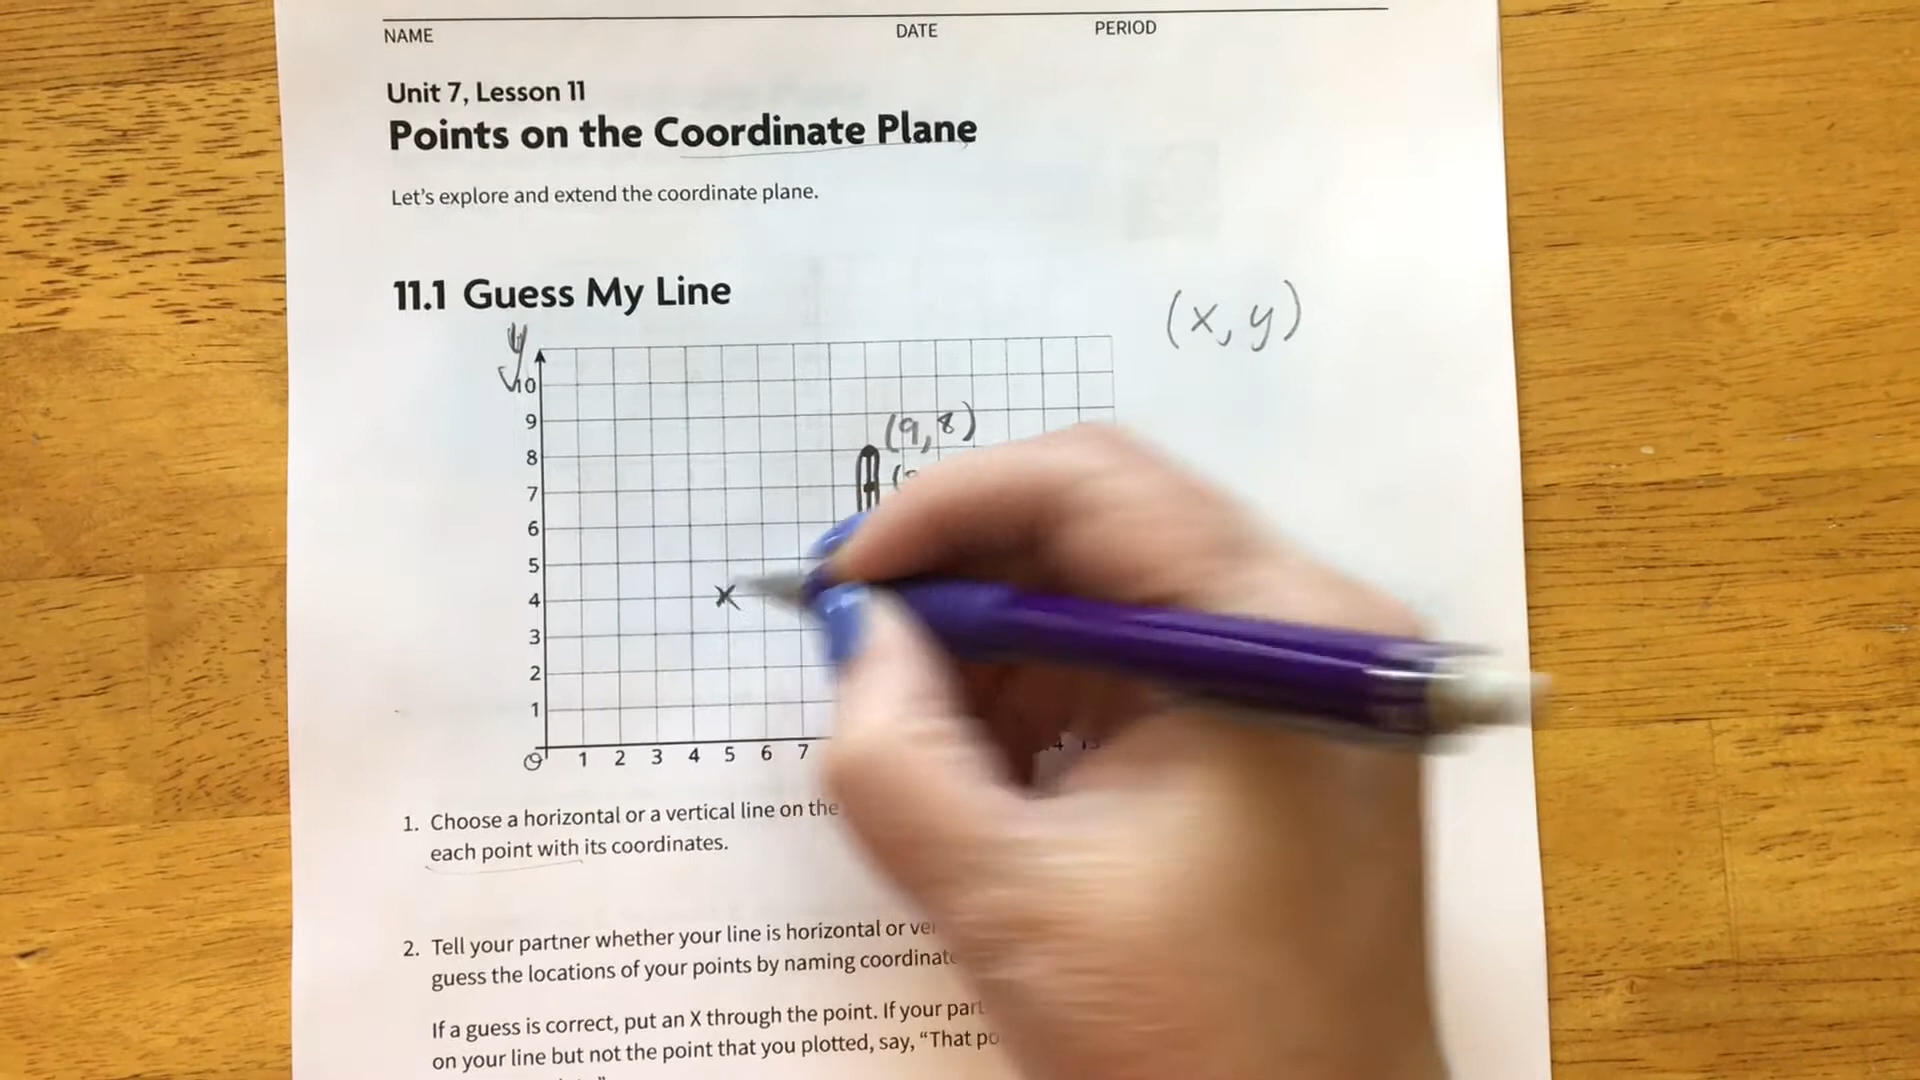 NAME DATE PERIOD
Unit 7, Lesson 11
Points on the Coordinate Plane
Let's explore and extend the coordinate plane.
11.1 Guess My Line
(x, y)
y
10
9
(9,8)
8
7
6
5
x
4
3
2
1
0 1 2 3 4 5 6 7
1. Choose a horizontal or a vertical line on the
each point with its coordinates.
2. Tell your partner whether your line is horizontal or
guess the locations of your points by naming
If a guess is correct, put an X through the point. If your
on your line but not the point that you plotted, say, “That